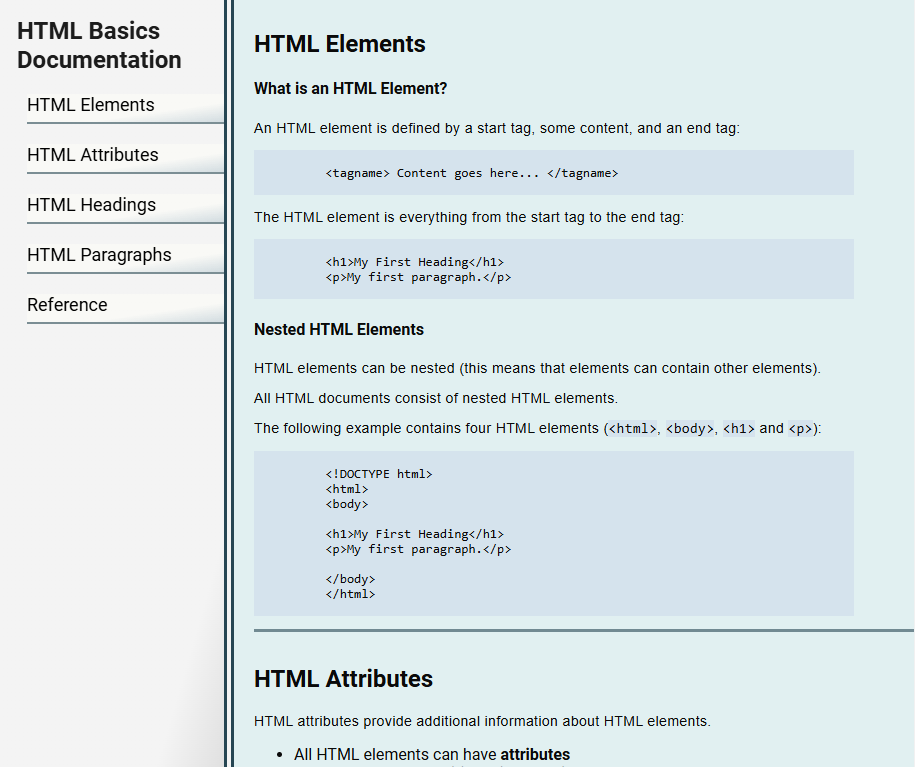 HTML Basics
Documentation
HTML Elements
HTML Attributes
HTML Headings
HTML Paragraphs
Reference
HTML Elements
What is an HTML Element?
An HTML element is defined by a start tag, some content, and an end tag:
<tagname> Content goes here... </tagname>
The HTML element is everything from the start tag to the end tag:
<h1>My First Heading</h1>
<p>My first paragraph.</p>
Nested HTML Elements
HTML elements can be nested (this means that elements can contain other elements).
All HTML documents consist of nested HTML elements.
The following example contains four HTML elements (<html>, <body>, <h1> and <p>):
<!DOCTYPE html>
<html>
<body>
<h1>My First Heading</h1>
<p>My first paragraph.</p>
</body>
</html>
HTML Attributes
HTML attributes provide additional information about HTML elements.
• All HTML elements can have attributes